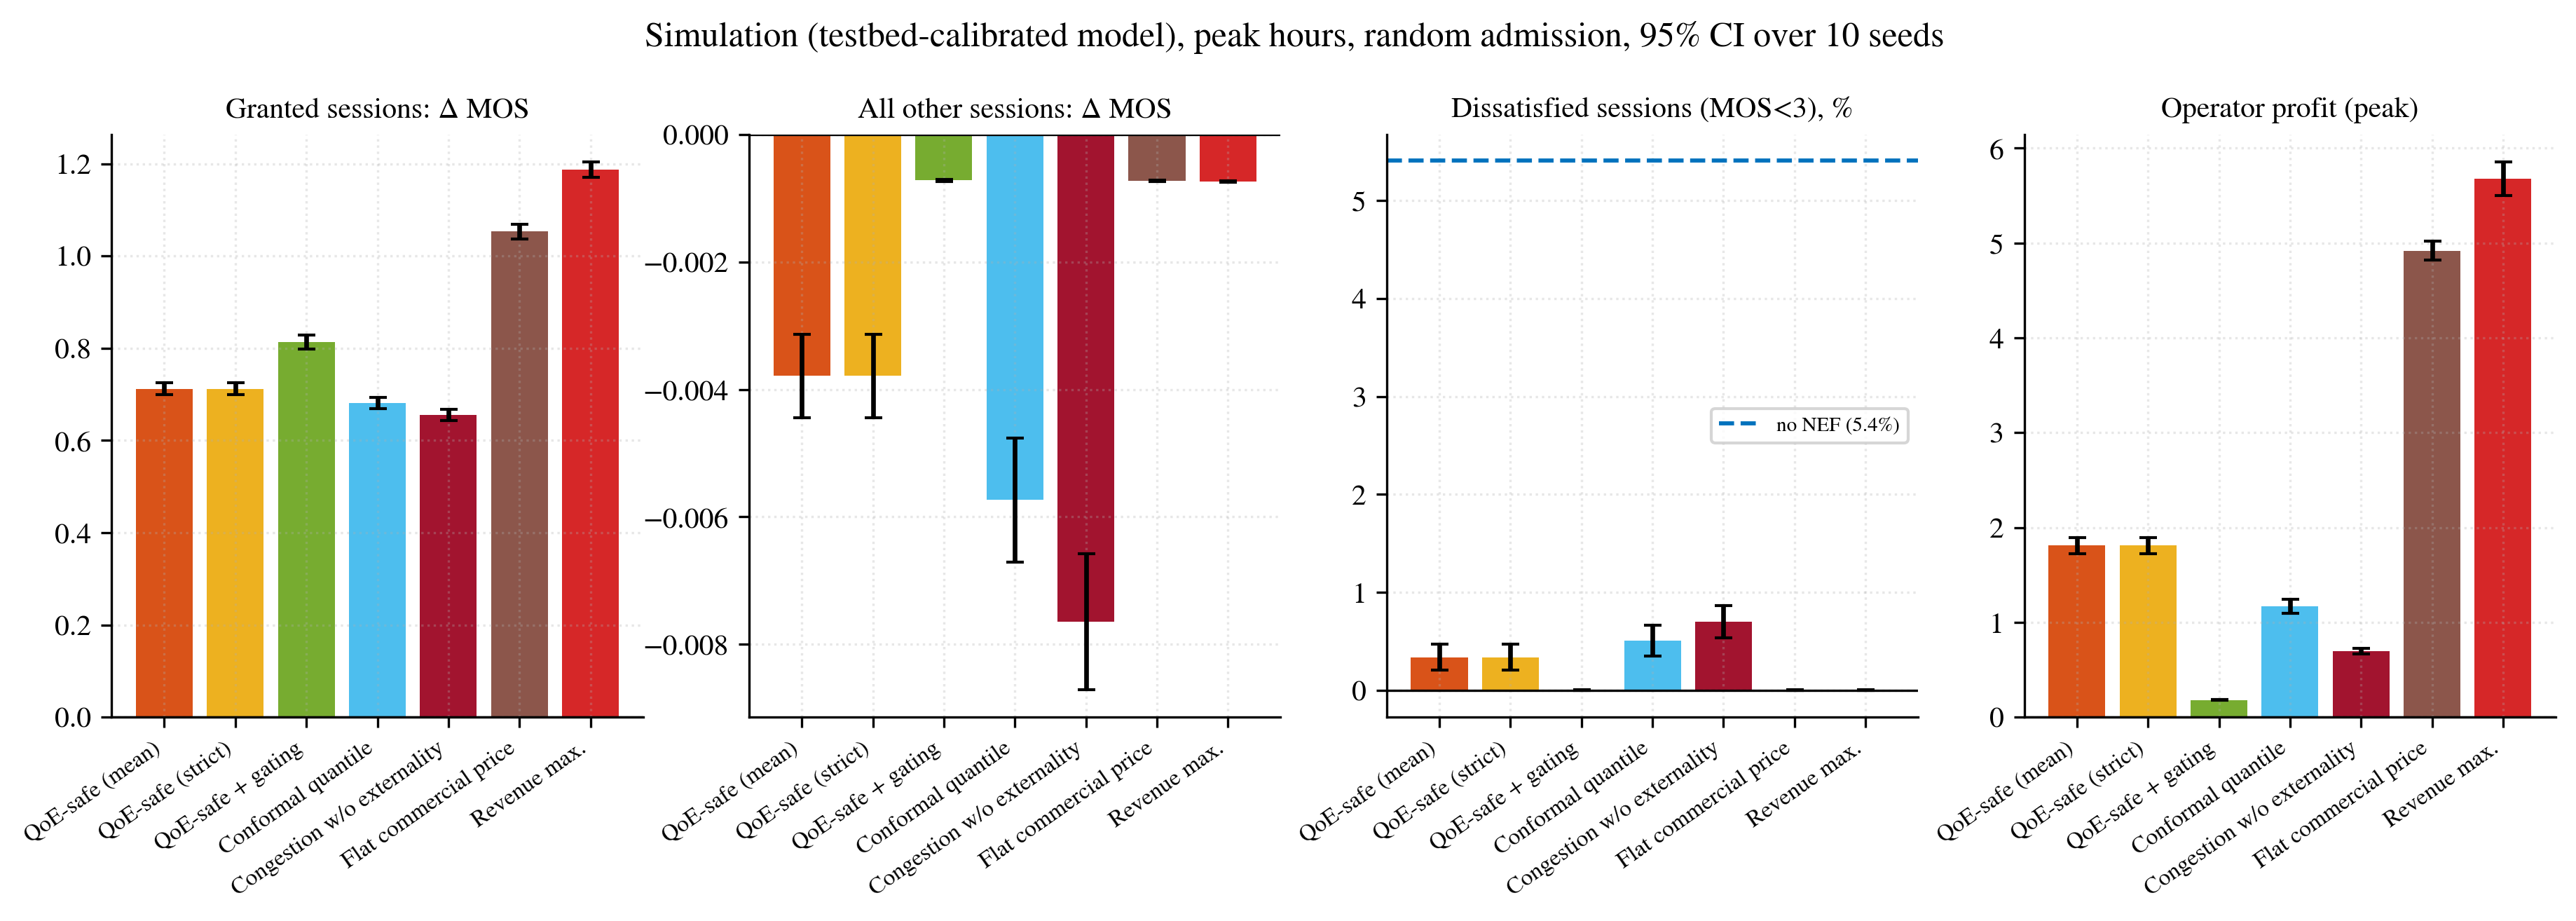 Simulation (testbed-calibrated model), peak hours, random admission, 95% CI over 10 seeds
Granted sessions: Δ MOS
1.2
1.0
0.8
0.6
0.4
0.2
0.0
QoE-safe (mean)
QoE-safe (strict)
QoE-safe + gating
Conformal quantile
Congestion w/o externality
Flat commercial price
Revenue max.
All other sessions: Δ MOS
0.000
−0.002
−0.004
−0.006
−0.008
QoE-safe (mean)
QoE-safe (strict)
QoE-safe + gating
Conformal quantile
Congestion w/o externality
Flat commercial price
Revenue max.
Dissatisfied sessions (MOS<3), %
5
4
3
2
1
0
no NEF (5.4%)
QoE-safe (mean)
QoE-safe (strict)
QoE-safe + gating
Conformal quantile
Congestion w/o externality
Flat commercial price
Revenue max.
Operator profit (peak)
6
5
4
3
2
1
0
QoE-safe (mean)
QoE-safe (strict)
QoE-safe + gating
Conformal quantile
Congestion w/o externality
Flat commercial price
Revenue max.